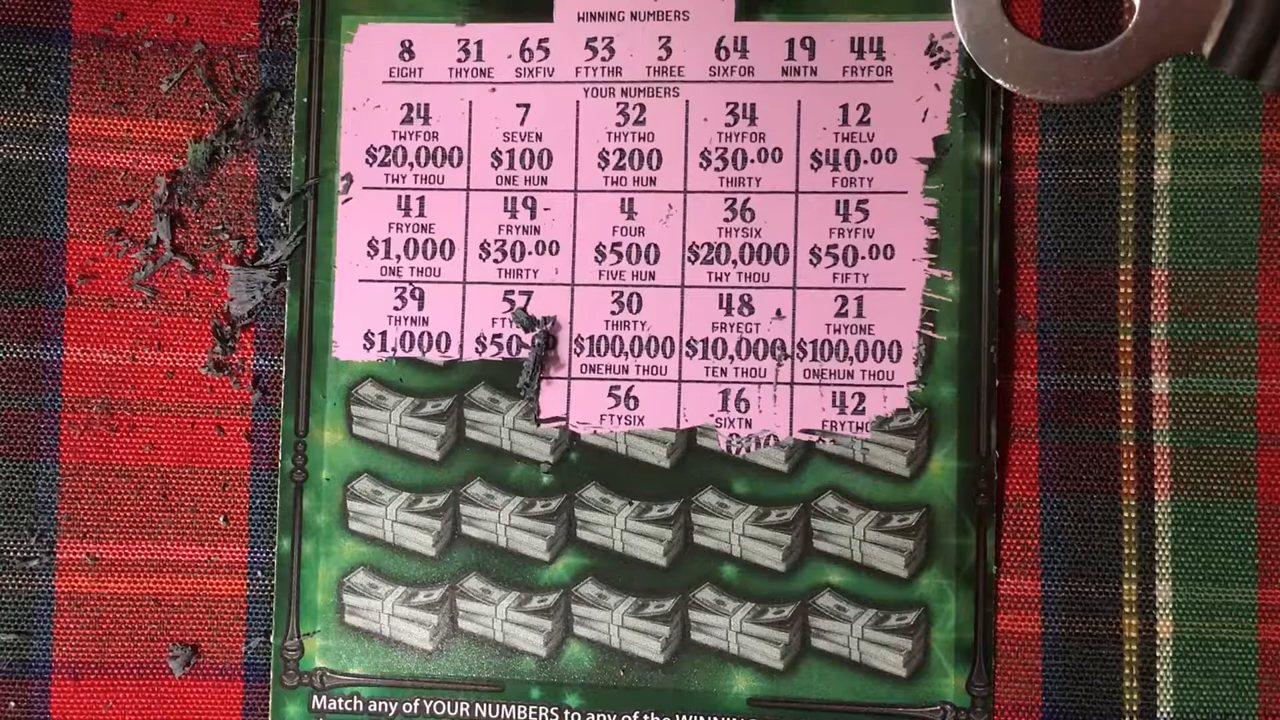 WINNING NUMBERS
8 31 65 53 3 64 19 44
EIGHT THYONE SIXFIV FTYTHR THREE SIXFOR NINTN FRYFOR
YOUR NUMBERS
24 7 32 34 12
TWYFOR SEVEN THYTWO THYFOR TWELV
$20,000 $100 $200 $30.00 $40.00
TWY THOU ONE HUN TWO HUN THIRTY FORTY
41 49 4 36 45
FRYONE FRYNIN FOUR THYSIX FRYFIV
$1,000 $30.00 $500 $20,000 $50.00
ONE THOU THIRTY FIVE HUN TWY THOU FIFTY
39 57 30 48 21
THYNIN THIRTY FRYEGT TWYONE
$1,000 $100,000 $10,000 $100,000
ONEHUN THOU TEN THOU ONEHUN THOU
56 16 42
FTYSIX SIXTN FRYTWO
Match any of YOUR NUMBERS to any of the